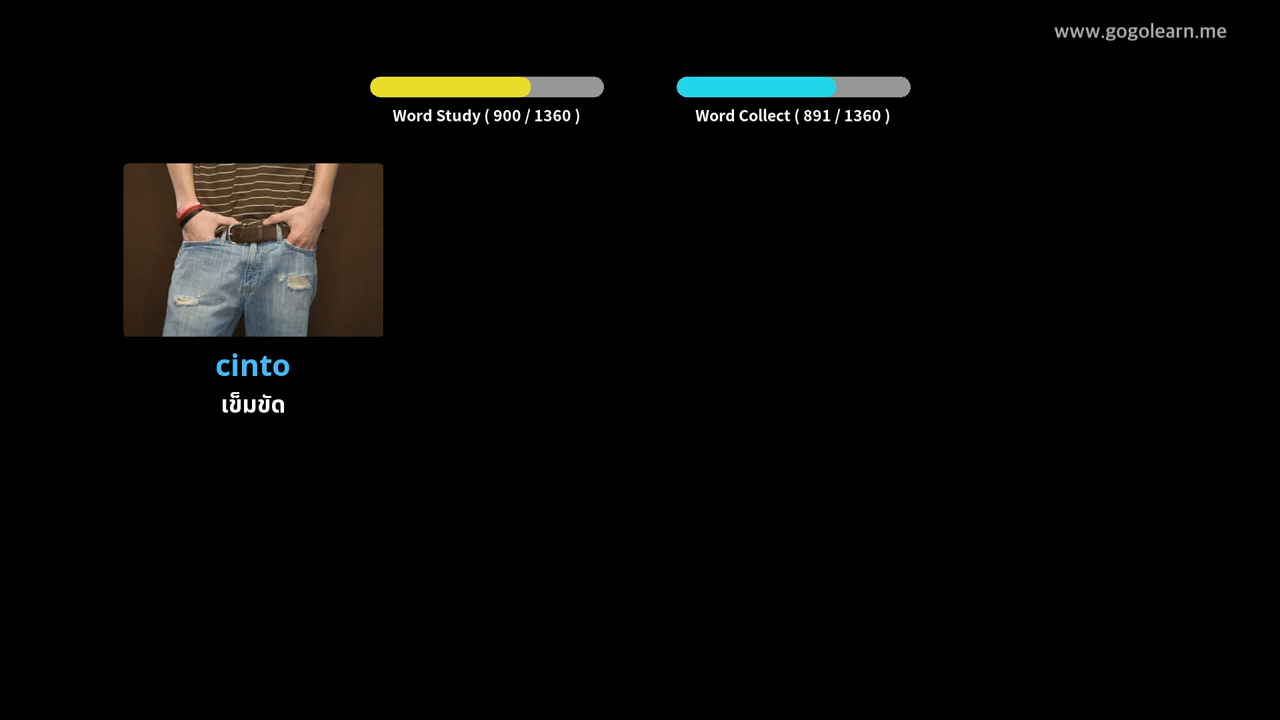 www.gogolearn.me
Word Study ( 900 / 1360 )
Word Collect ( 891 / 1360 )
cinto
เข็มขัด